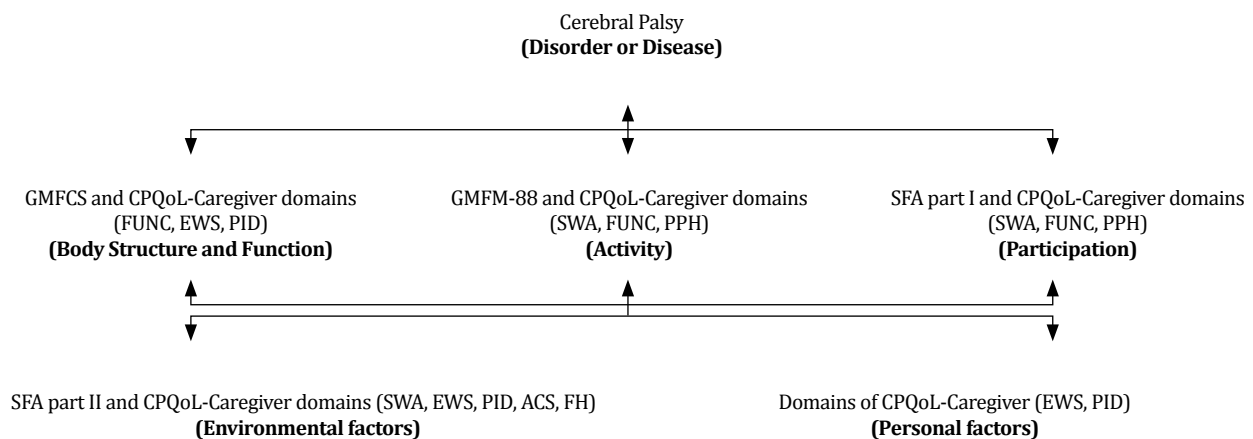 Cerebral Palsy
(Disorder or Disease)
GMFCS and CPQoL-Caregiver domains
(FUNC, EWS, PID)
(Body Structure and Function)
GMFM-88 and CPQoL-Caregiver domains
(SWA, FUNC, PPH)
(Activity)
SFA part I and CPQoL-Caregiver domains
(SWA, FUNC, PPH)
(Participation)
SFA part II and CPQoL-Caregiver domains (SWA, EWS, PID, ACS, FH)
(Environmental factors)
Domains of CPQoL-Caregiver (EWS, PID)
(Personal factors)